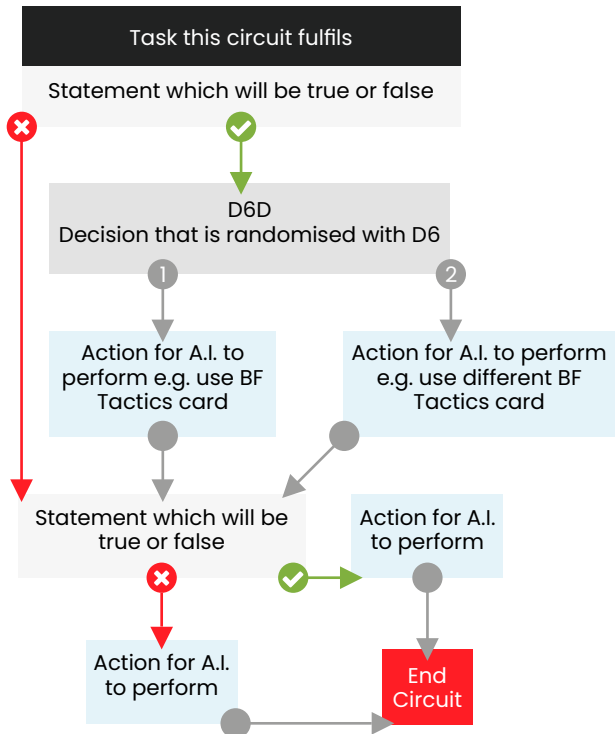 Task this circuit fulfils
Statement which will be true or false
D6D
Decision that is randomised with D6
1
2
Action for A.I. to
perform e.g. use BF
Tactics card
Action for A.I. to perform
e.g. use different BF
Tactics card
Statement which will be
true or false
Action for A.I.
to perform
Action for A.I.
to perform
End
Circuit